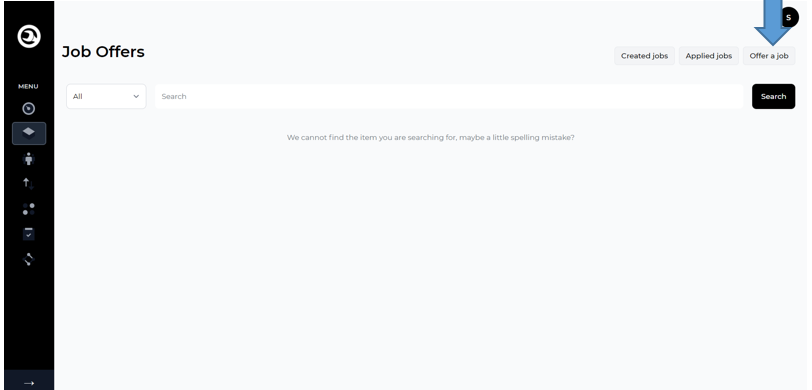 S
Job Offers
Created jobs
Applied jobs
Offer a job
MENU
All
Search
Search
We cannot find the item you are searching for, maybe a little spelling mistake?